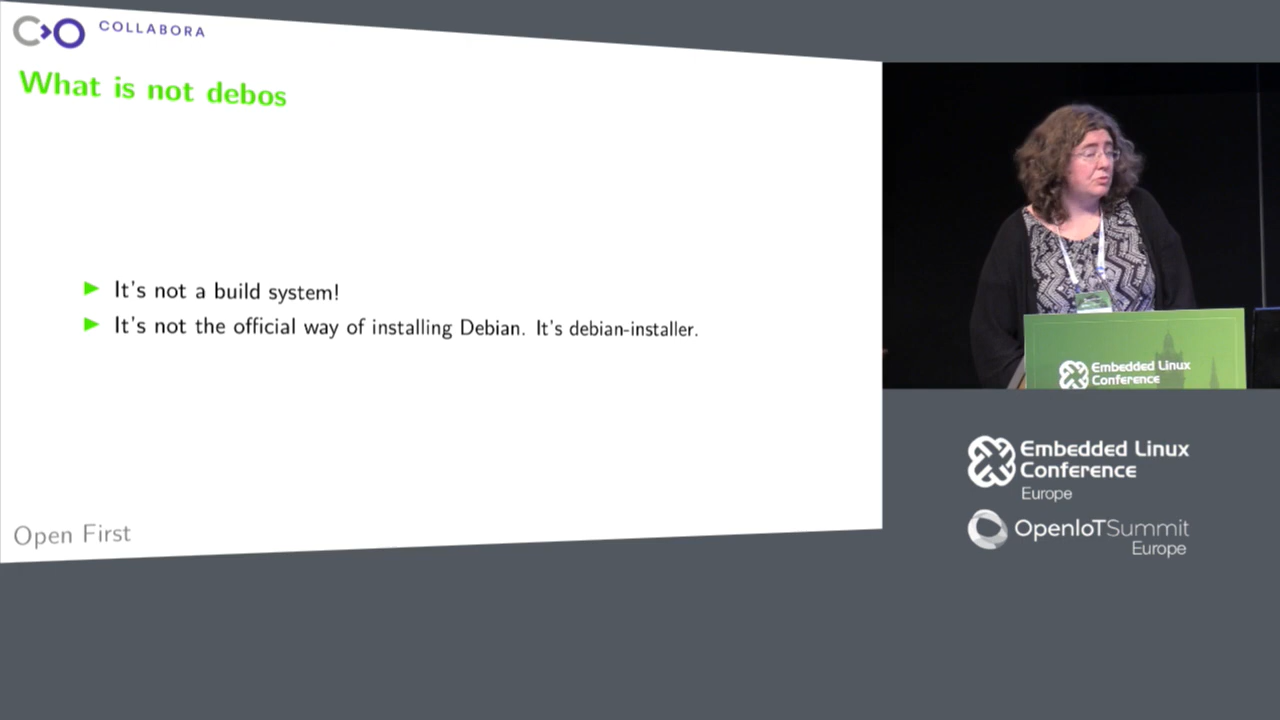 COLLABORA
What is not debos
It's not a build system!
It's not the official way of installing Debian. It's debian-installer.
Open First
Embedded Linux
Conference
Embedded Linux
Conference
Europe
OpenIoTSummit
Europe